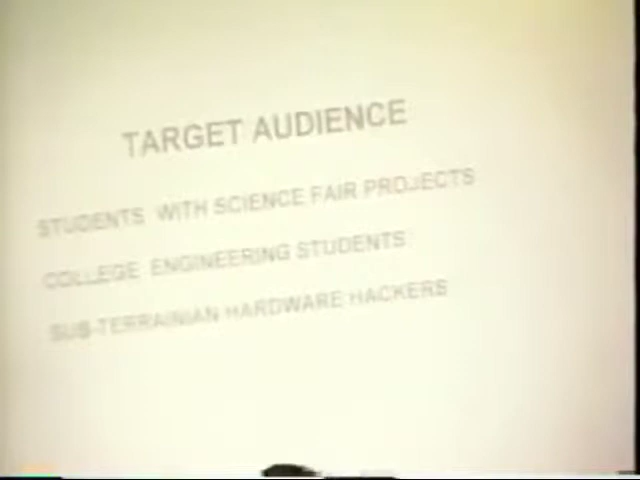 TARGET AUDIENCE
STUDENTS WITH SCIENCE FAIR PROJECTS
COLLEGE ENGINEERING STUDENTS
SUB-TERRAINIAN HARDWARE HACKERS